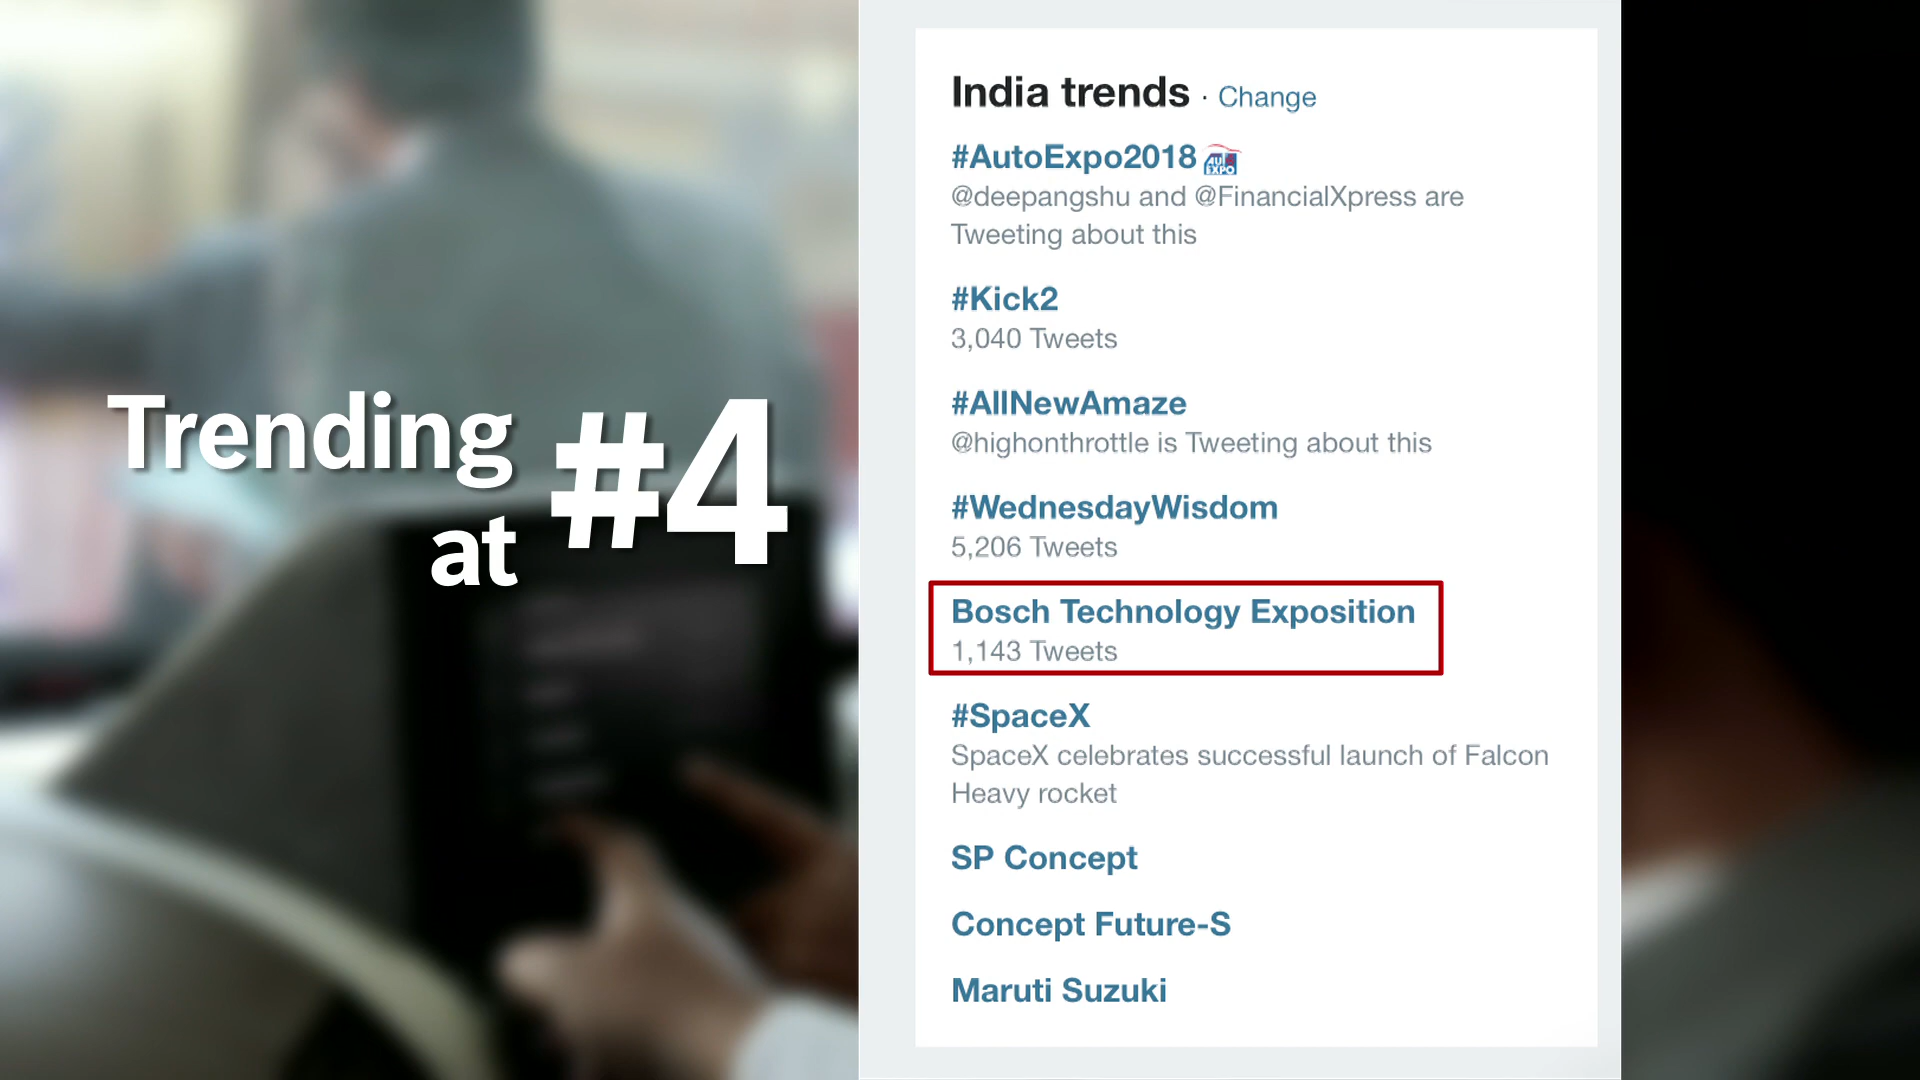 Trending
at #4
India trends · Change
#AutoExpo2018 AUTO EXPO
@deepangshu and @FinancialXpress are
Tweeting about this
#Kick2
3,040 Tweets
#AllNewAmaze
@highonthrottle is Tweeting about this
#WednesdayWisdom
5,206 Tweets
Bosch Technology Exposition
1,143 Tweets
#SpaceX
SpaceX celebrates successful launch of Falcon
Heavy rocket
SP Concept
Concept Future-S
Maruti Suzuki